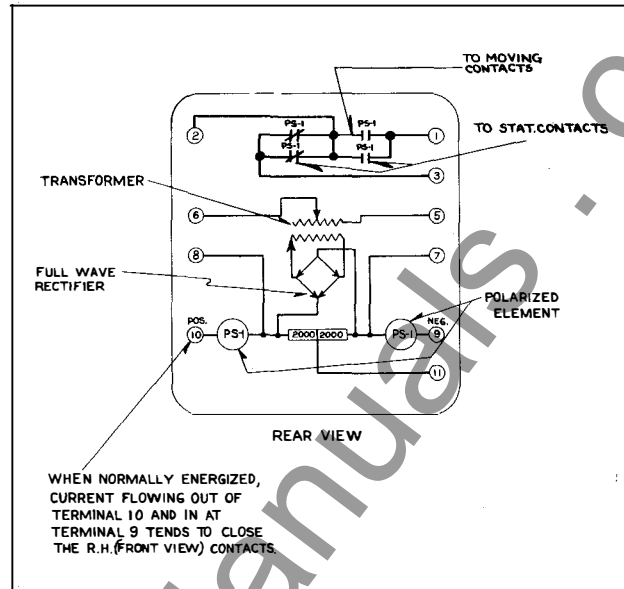 TO MOVING
CONTACTS
PS-1
PS-1
2
1
PS-1
PS-1
TO STAT.CONTACTS
3
TRANSFORMER
6
5
8
7
FULL WAVE
RECTIFIER
POLARIZED
ELEMENT
POS.
NEG.
10
PS-1
2000
2000
PS-1
9
11
REAR VIEW
WHEN NORMALLY ENERGIZED,
CURRENT FLOWING OUT OF
TERMINAL 10 AND IN AT
TERMINAL 9 TENDS TO CLOSE
THE R.H.(FRONT VIEW) CONTACTS.